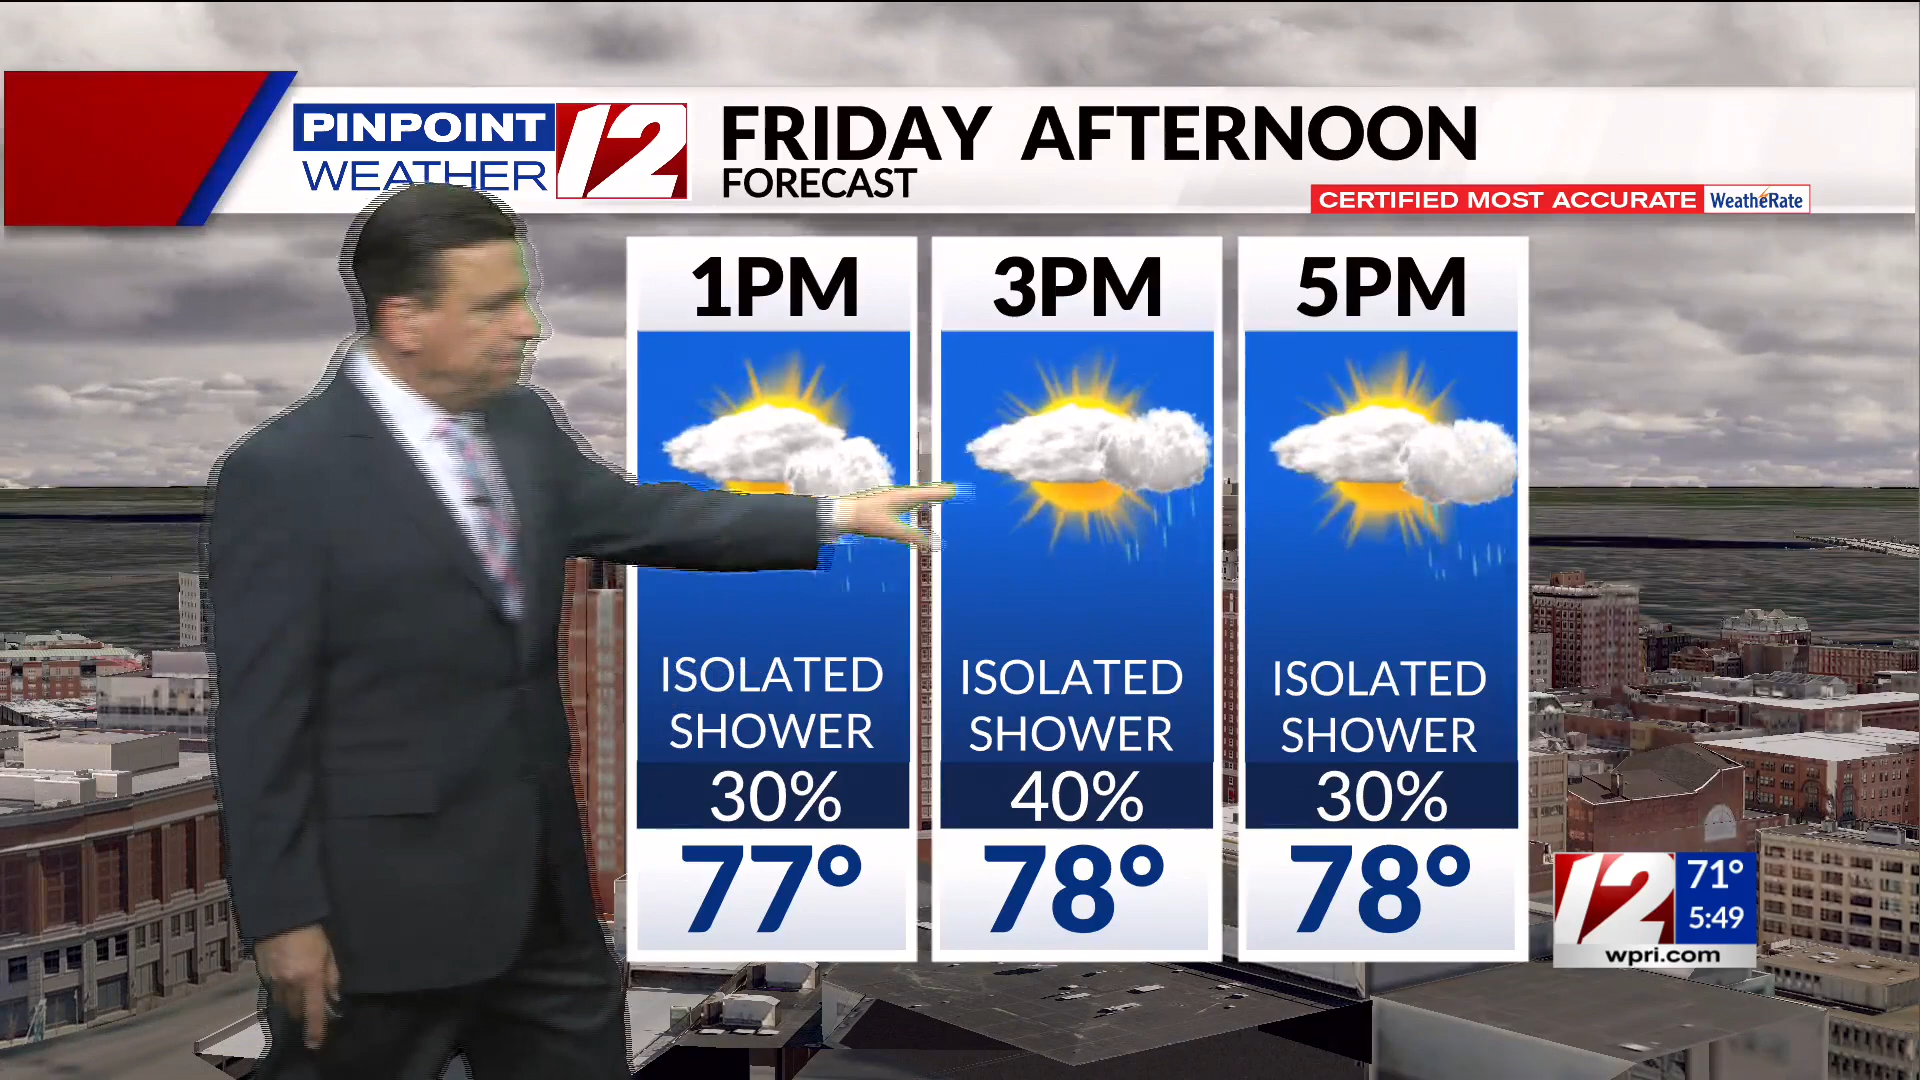 PINPOINT
WEATHER
12
FRIDAY AFTERNOON
FORECAST
CERTIFIED MOST ACCURATE WeatheRate
1PM
ISOLATED
SHOWER
30%
77°
3PM
ISOLATED
SHOWER
40%
78°
5PM
ISOLATED
SHOWER
30%
78°
12
71°
5:49
wpri.com